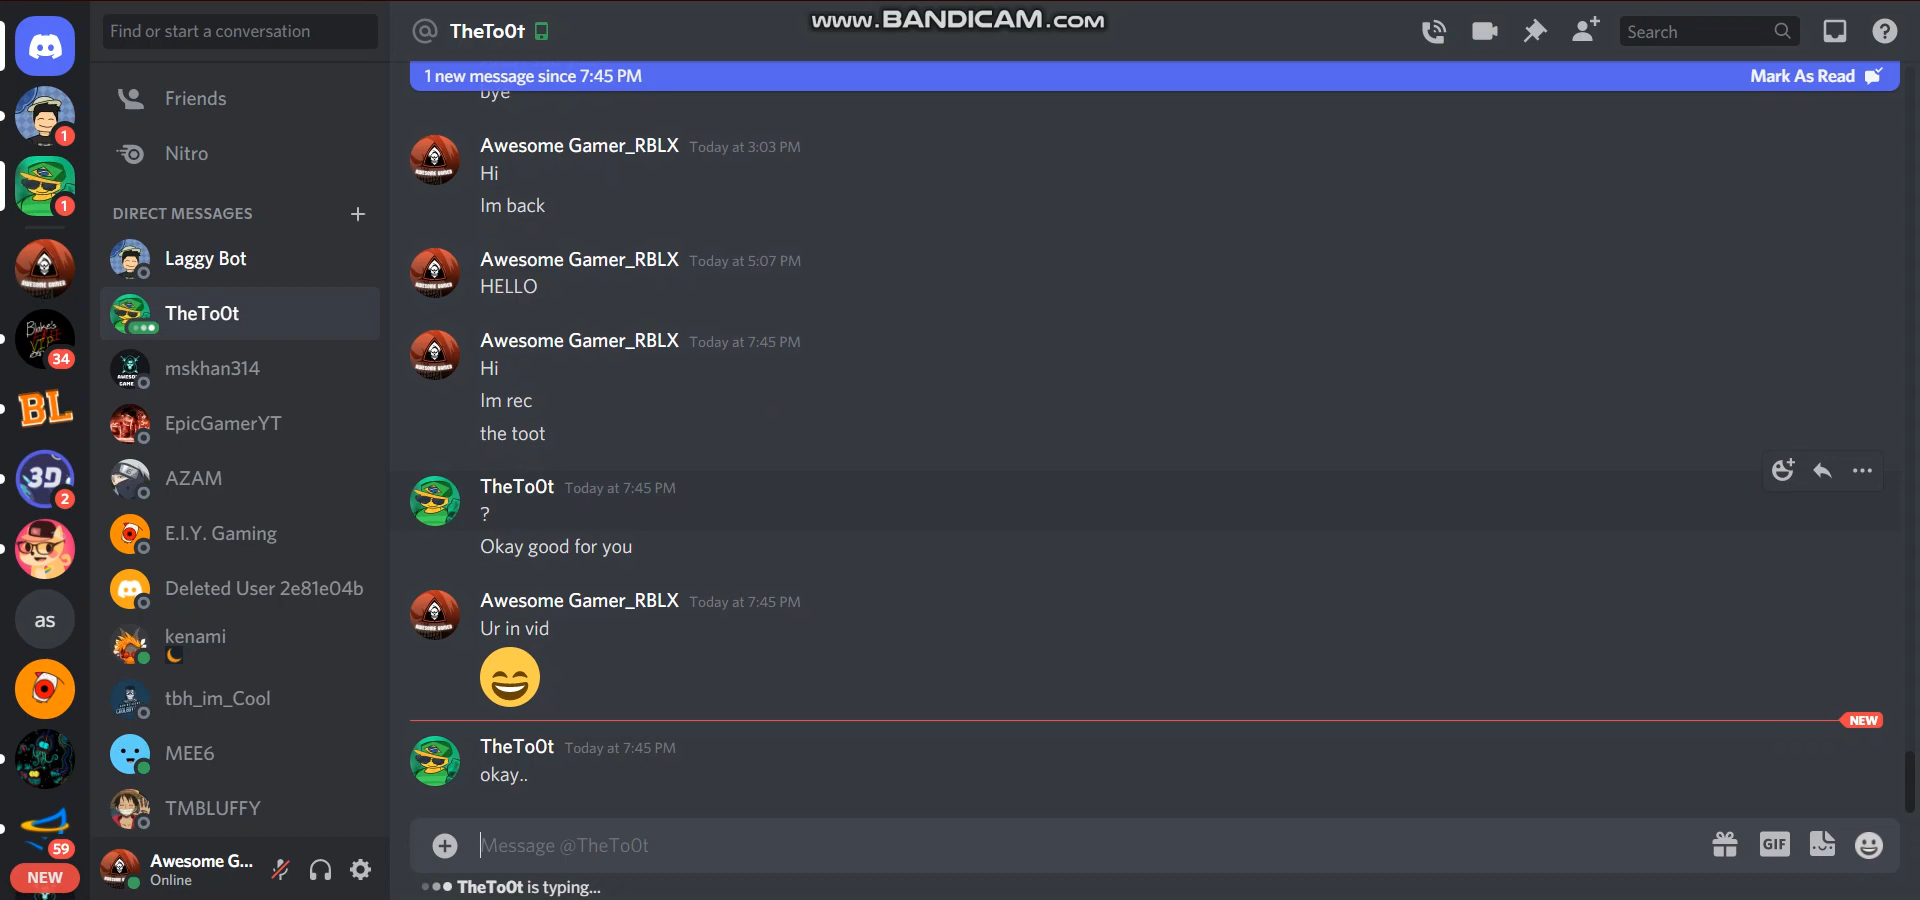 Find or start a conversation
@ TheTo0t
www.BANDICAM.com
Search
1 new message since 7:45 PM
Mark As Read
Friends
Nitro
DIRECT MESSAGES
Laggy Bot
TheTo0t
mskhan314
EpicGamerYT
AZAM
E.I.Y. Gaming
Deleted User 2e81e04b
kenami
tbh_im_Cool
MEE6
TMBLUFFY
Awesome G...
Online
1
1
34
BL
3D
2
as
59
NEW
bye
Awesome Gamer_RBLX Today at 3:03 PM
Hi
Im back
Awesome Gamer_RBLX Today at 5:07 PM
HELLO
Awesome Gamer_RBLX Today at 7:45 PM
Hi
Im rec
the toot
TheTo0t Today at 7:45 PM
?
Okay good for you
Awesome Gamer_RBLX Today at 7:45 PM
Ur in vid
NEW
TheTo0t Today at 7:45 PM
okay..
Message @TheTo0t
GIF
TheTo0t is typing...